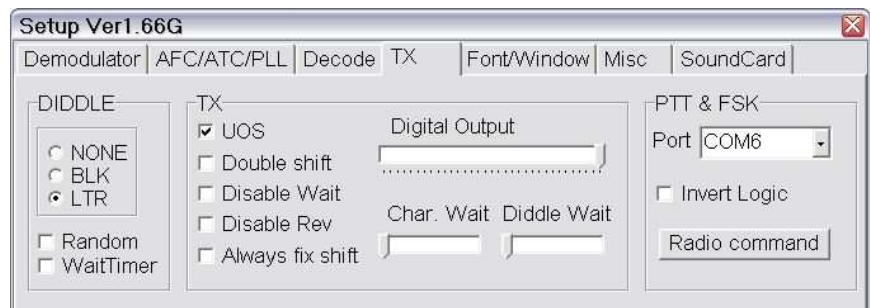 Setup Ver1.66G
Demodulator AFC/ATC/PLL Decode TX Font/Window Misc SoundCard
DIDDLE
NONE
BLK
LTR
Random
WaitTimer
TX
UOS
Double shift
Disable Wait
Disable Rev
Always fix shift
Digital Output
Char. Wait Diddle Wait
PTT & FSK
Port COM6
Invert Logic
Radio command